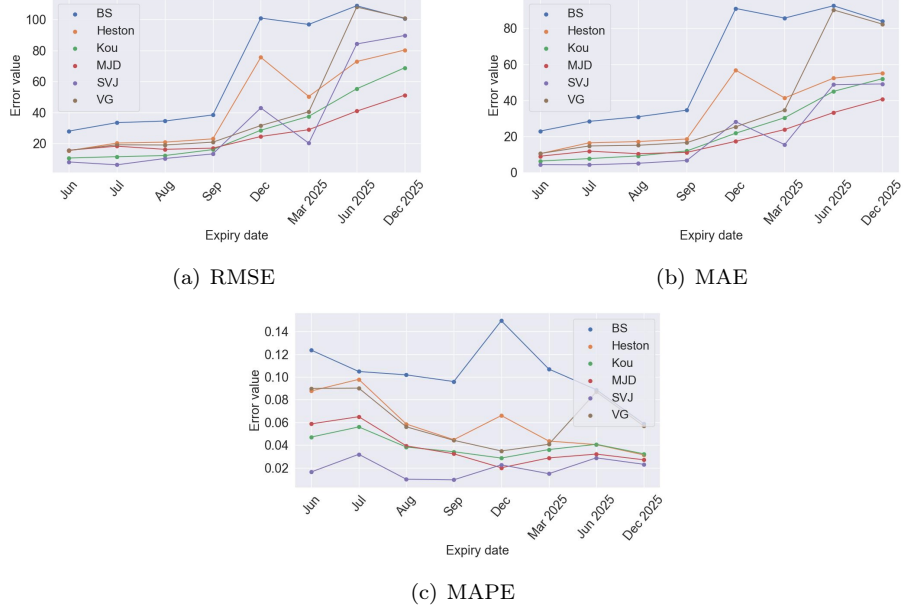 100
80
60
40
20
Error value
BS
Heston
Kou
MJD
SVJ
VG
Jun
Jul
Aug
Sep
Dec
Mar 2025
Jun 2025
Dec 2025
Expiry date
(a) RMSE
80
60
40
20
0
Error value
BS
Heston
Kou
MJD
SVJ
VG
Jun
Jul
Aug
Sep
Dec
Mar 2025
Jun 2025
Dec 2025
Expiry date
(b) MAE
0.14
0.12
0.10
0.08
0.06
0.04
0.02
Error value
BS
Heston
Kou
MJD
SVJ
VG
Jun
Jul
Aug
Sep
Dec
Mar 2025
Jun 2025
Dec 2025
Expiry date
(c) MAPE